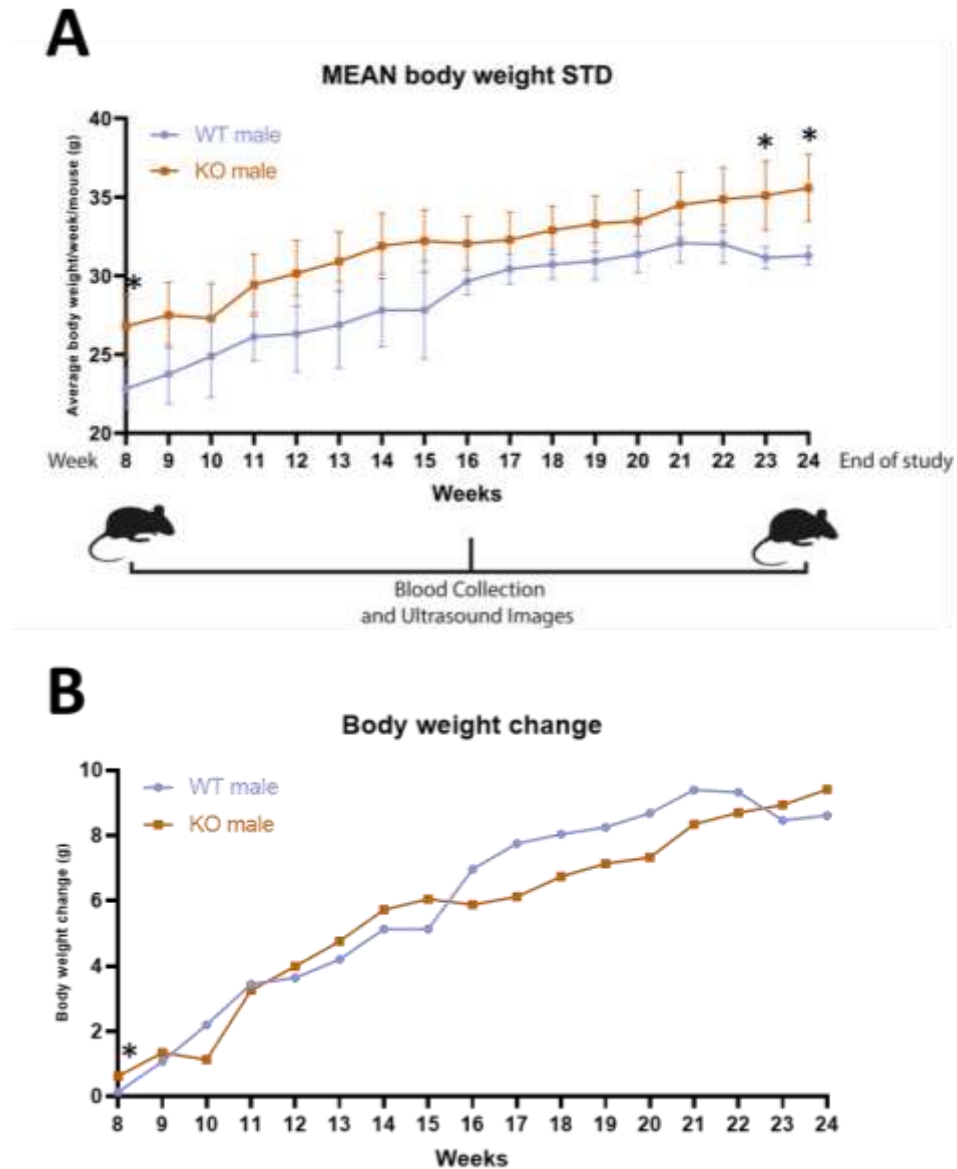 A
MEAN body weight STD
Average body weight/week/mouse (g)
40
35
30
25
20
WT male
KO male
*
*
*
Week
8 9 10 11 12 13 14 15 16 17 18 19 20 21 22 23 24
End of study
Weeks
Blood Collection
and Ultrasound Images
B
Body weight change
Body weight change (g)
10
8
6
4
2
0
WT male
KO male
*
8 9 10 11 12 13 14 15 16 17 18 19 20 21 22 23 24
Weeks